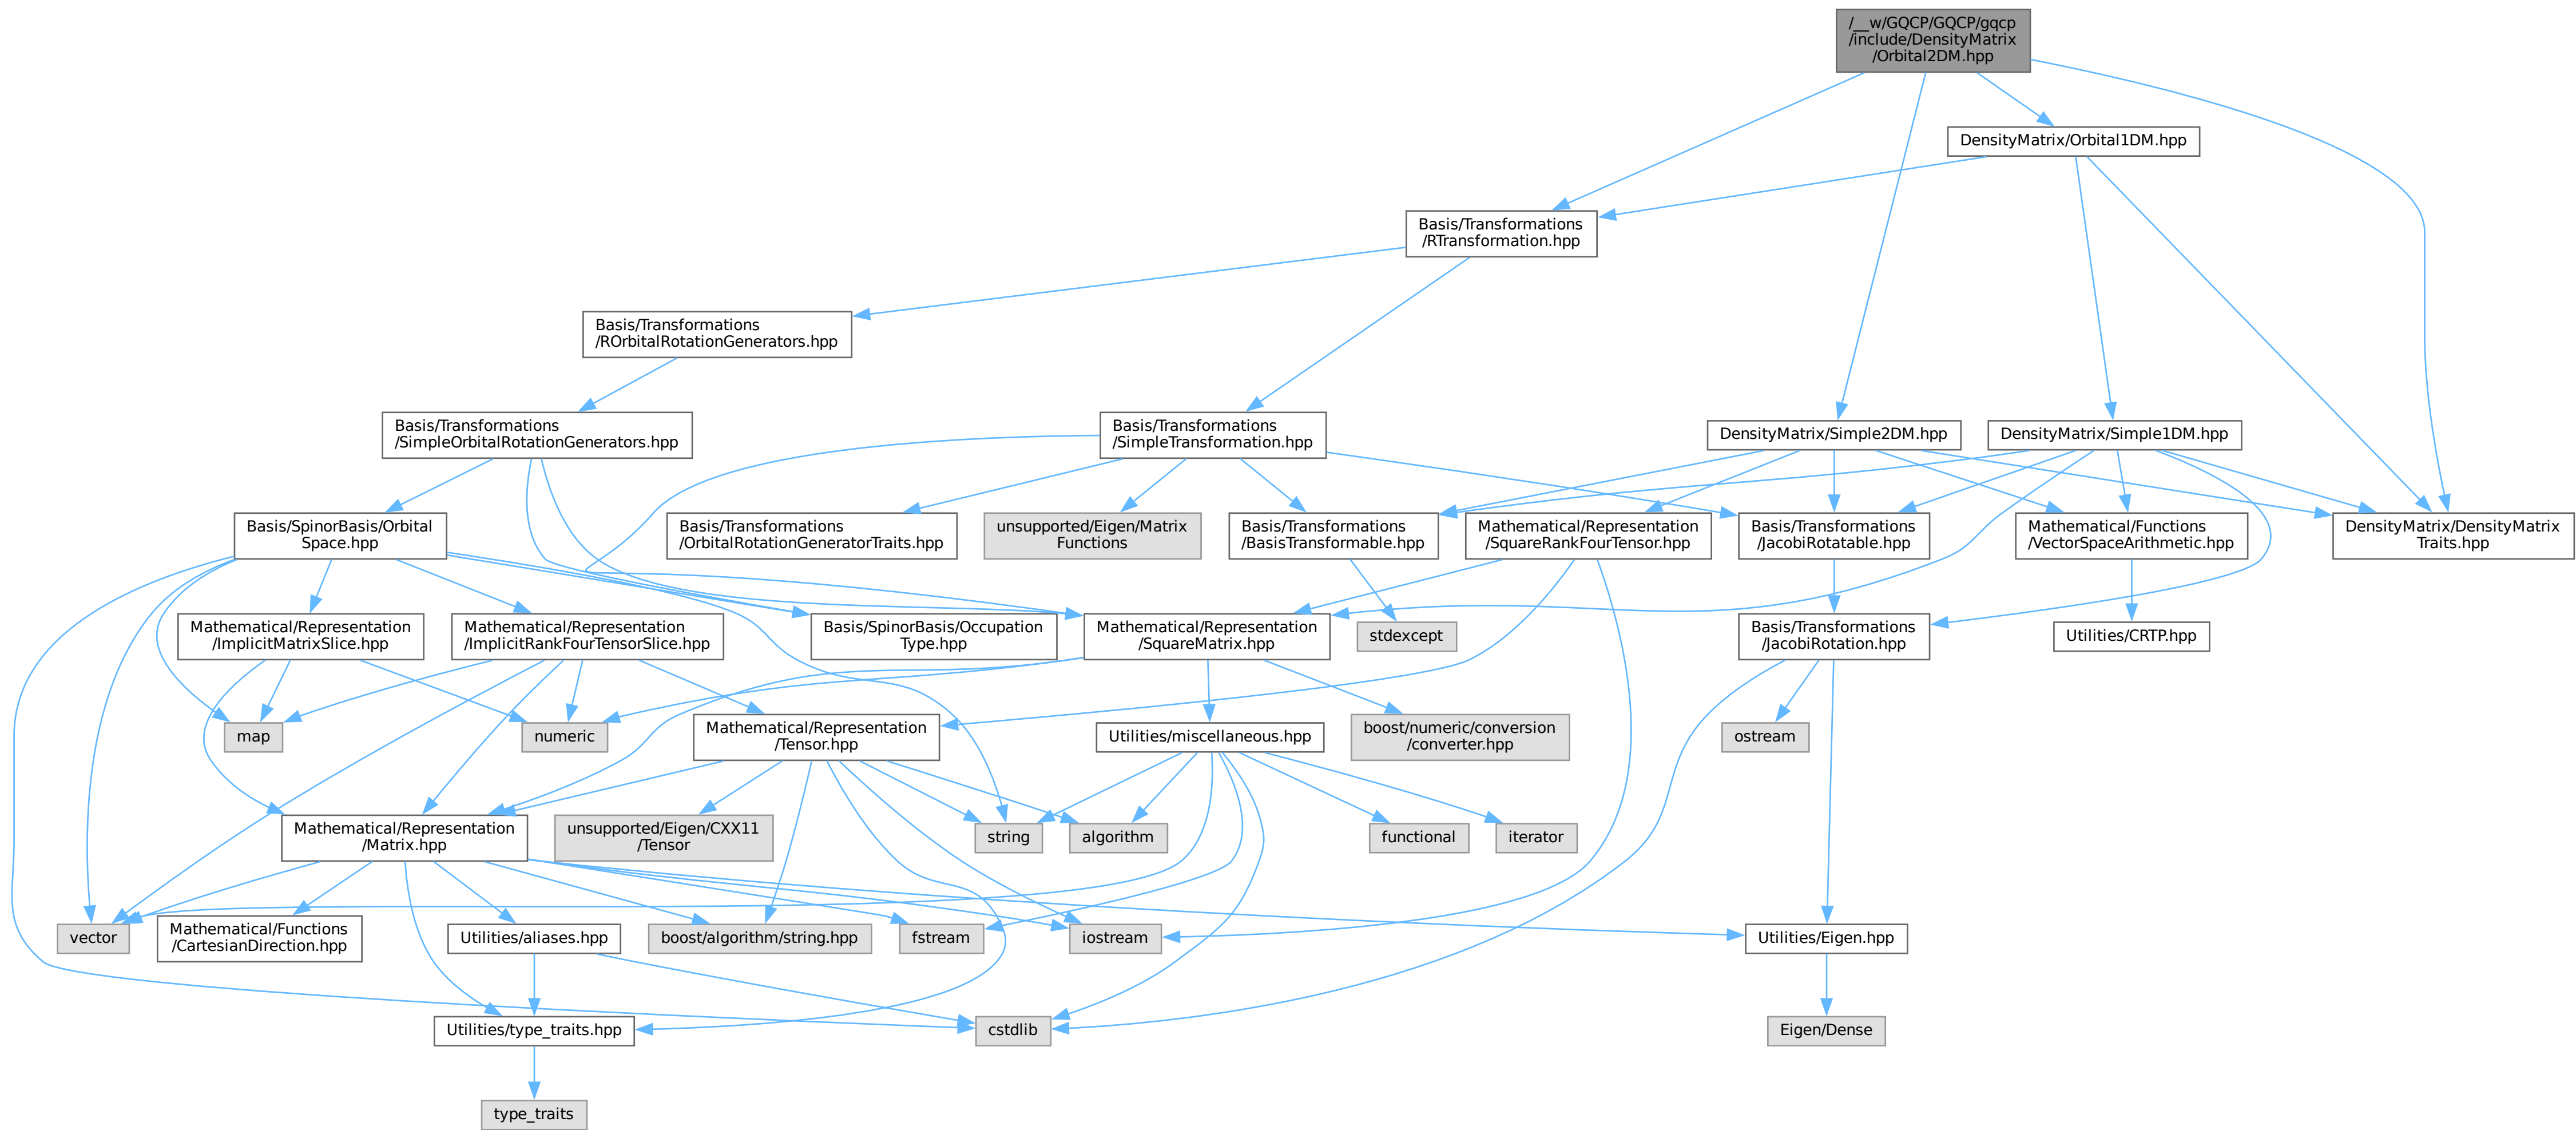 /__w/GQCP/GQCP/gqcp
/include/DensityMatrix
/Orbital2DM.hpp
DensityMatrix/Orbital1DM.hpp
Basis/Transformations
/RTransformation.hpp
Basis/Transformations
/ROrbitalRotationGenerators.hpp
Basis/Transformations
/SimpleOrbitalRotationGenerators.hpp
Basis/Transformations
/SimpleTransformation.hpp
DensityMatrix/Simple2DM.hpp
DensityMatrix/Simple1DM.hpp
Basis/SpinorBasis/Orbital
Space.hpp
Basis/Transformations
/OrbitalRotationGeneratorTraits.hpp
unsupported/Eigen/Matrix
Functions
Basis/Transformations
/BasisTransformable.hpp
Mathematical/Representation
/SquareRankFourTensor.hpp
Basis/Transformations
/JacobiRotatable.hpp
Mathematical/Functions
/VectorSpaceArithmetic.hpp
DensityMatrix/DensityMatrix
Traits.hpp
Mathematical/Representation
/ImplicitMatrixSlice.hpp
Mathematical/Representation
/ImplicitRankFourTensorSlice.hpp
Basis/SpinorBasis/Occupation
Type.hpp
Mathematical/Representation
/SquareMatrix.hpp
stdexcept
Basis/Transformations
/JacobiRotation.hpp
Utilities/CRTP.hpp
map
numeric
Mathematical/Representation
/Tensor.hpp
Utilities/miscellaneous.hpp
boost/numeric/conversion
/converter.hpp
ostream
Mathematical/Representation
/Matrix.hpp
unsupported/Eigen/CXX11
/Tensor
string
algorithm
functional
iterator
vector
Mathematical/Functions
/CartesianDirection.hpp
Utilities/aliases.hpp
boost/algorithm/string.hpp
fstream
iostream
Utilities/Eigen.hpp
Utilities/type_traits.hpp
cstdlib
Eigen/Dense
type_traits